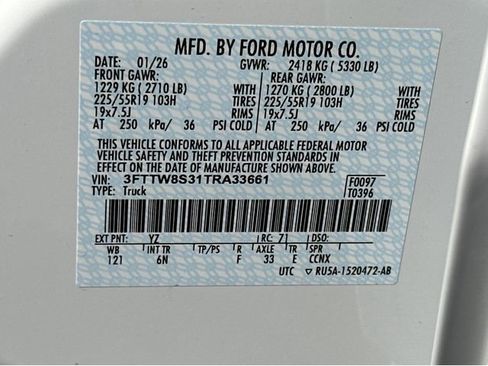 MFD. BY FORD MOTOR CO.
DATE: 01/26 GVWR: 2418 KG ( 5330 LB)
FRONT GAWR: REAR GAWR:
1229 KG ( 2710 LB) 1270 KG ( 2800 LB) WITH
225/55R19 103H TIRES 225/55R19 103H TIRES
19x7.5J RIMS 19x7.5J RIMS
AT 250 kPa/ 36 PSI COLD AT 250 kPa/ 36 PSI COLD
THIS VEHICLE CONFORMS TO ALL APPLICABLE FEDERAL MOTOR
VEHICLE SAFETY AND THEFT PREVENTION STANDARDS IN
EFFECT ON THE DATE OF MANUFACTURE SHOWN ABOVE.
VIN: 3FTTW8S31TRA33661 F0097
TYPE: Truck T0396
EXT PNT: YZ RC: 71 DSO:
WB INT TR TP/PS R AXLE TR SPR
121 6N F 33 E CCNX
UTC ▽ RU5A-1520472-AB